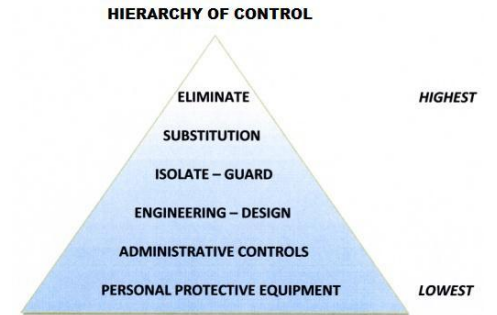 HIERARCHY OF CONTROL
ELIMINATE HIGHEST
SUBSTITUTION
ISOLATE – GUARD
ENGINEERING – DESIGN
ADMINISTRATIVE CONTROLS
PERSONAL PROTECTIVE EQUIPMENT LOWEST